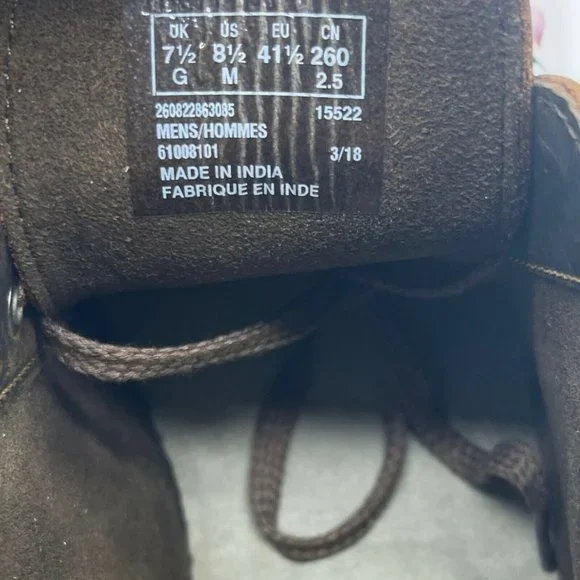 UK US EU CN
7½ 8½ 41½ 260
G M 2.5
260822863085 15522
MENS/HOMMES
61008101 3/18
MADE IN INDIA
FABRIQUE EN INDE